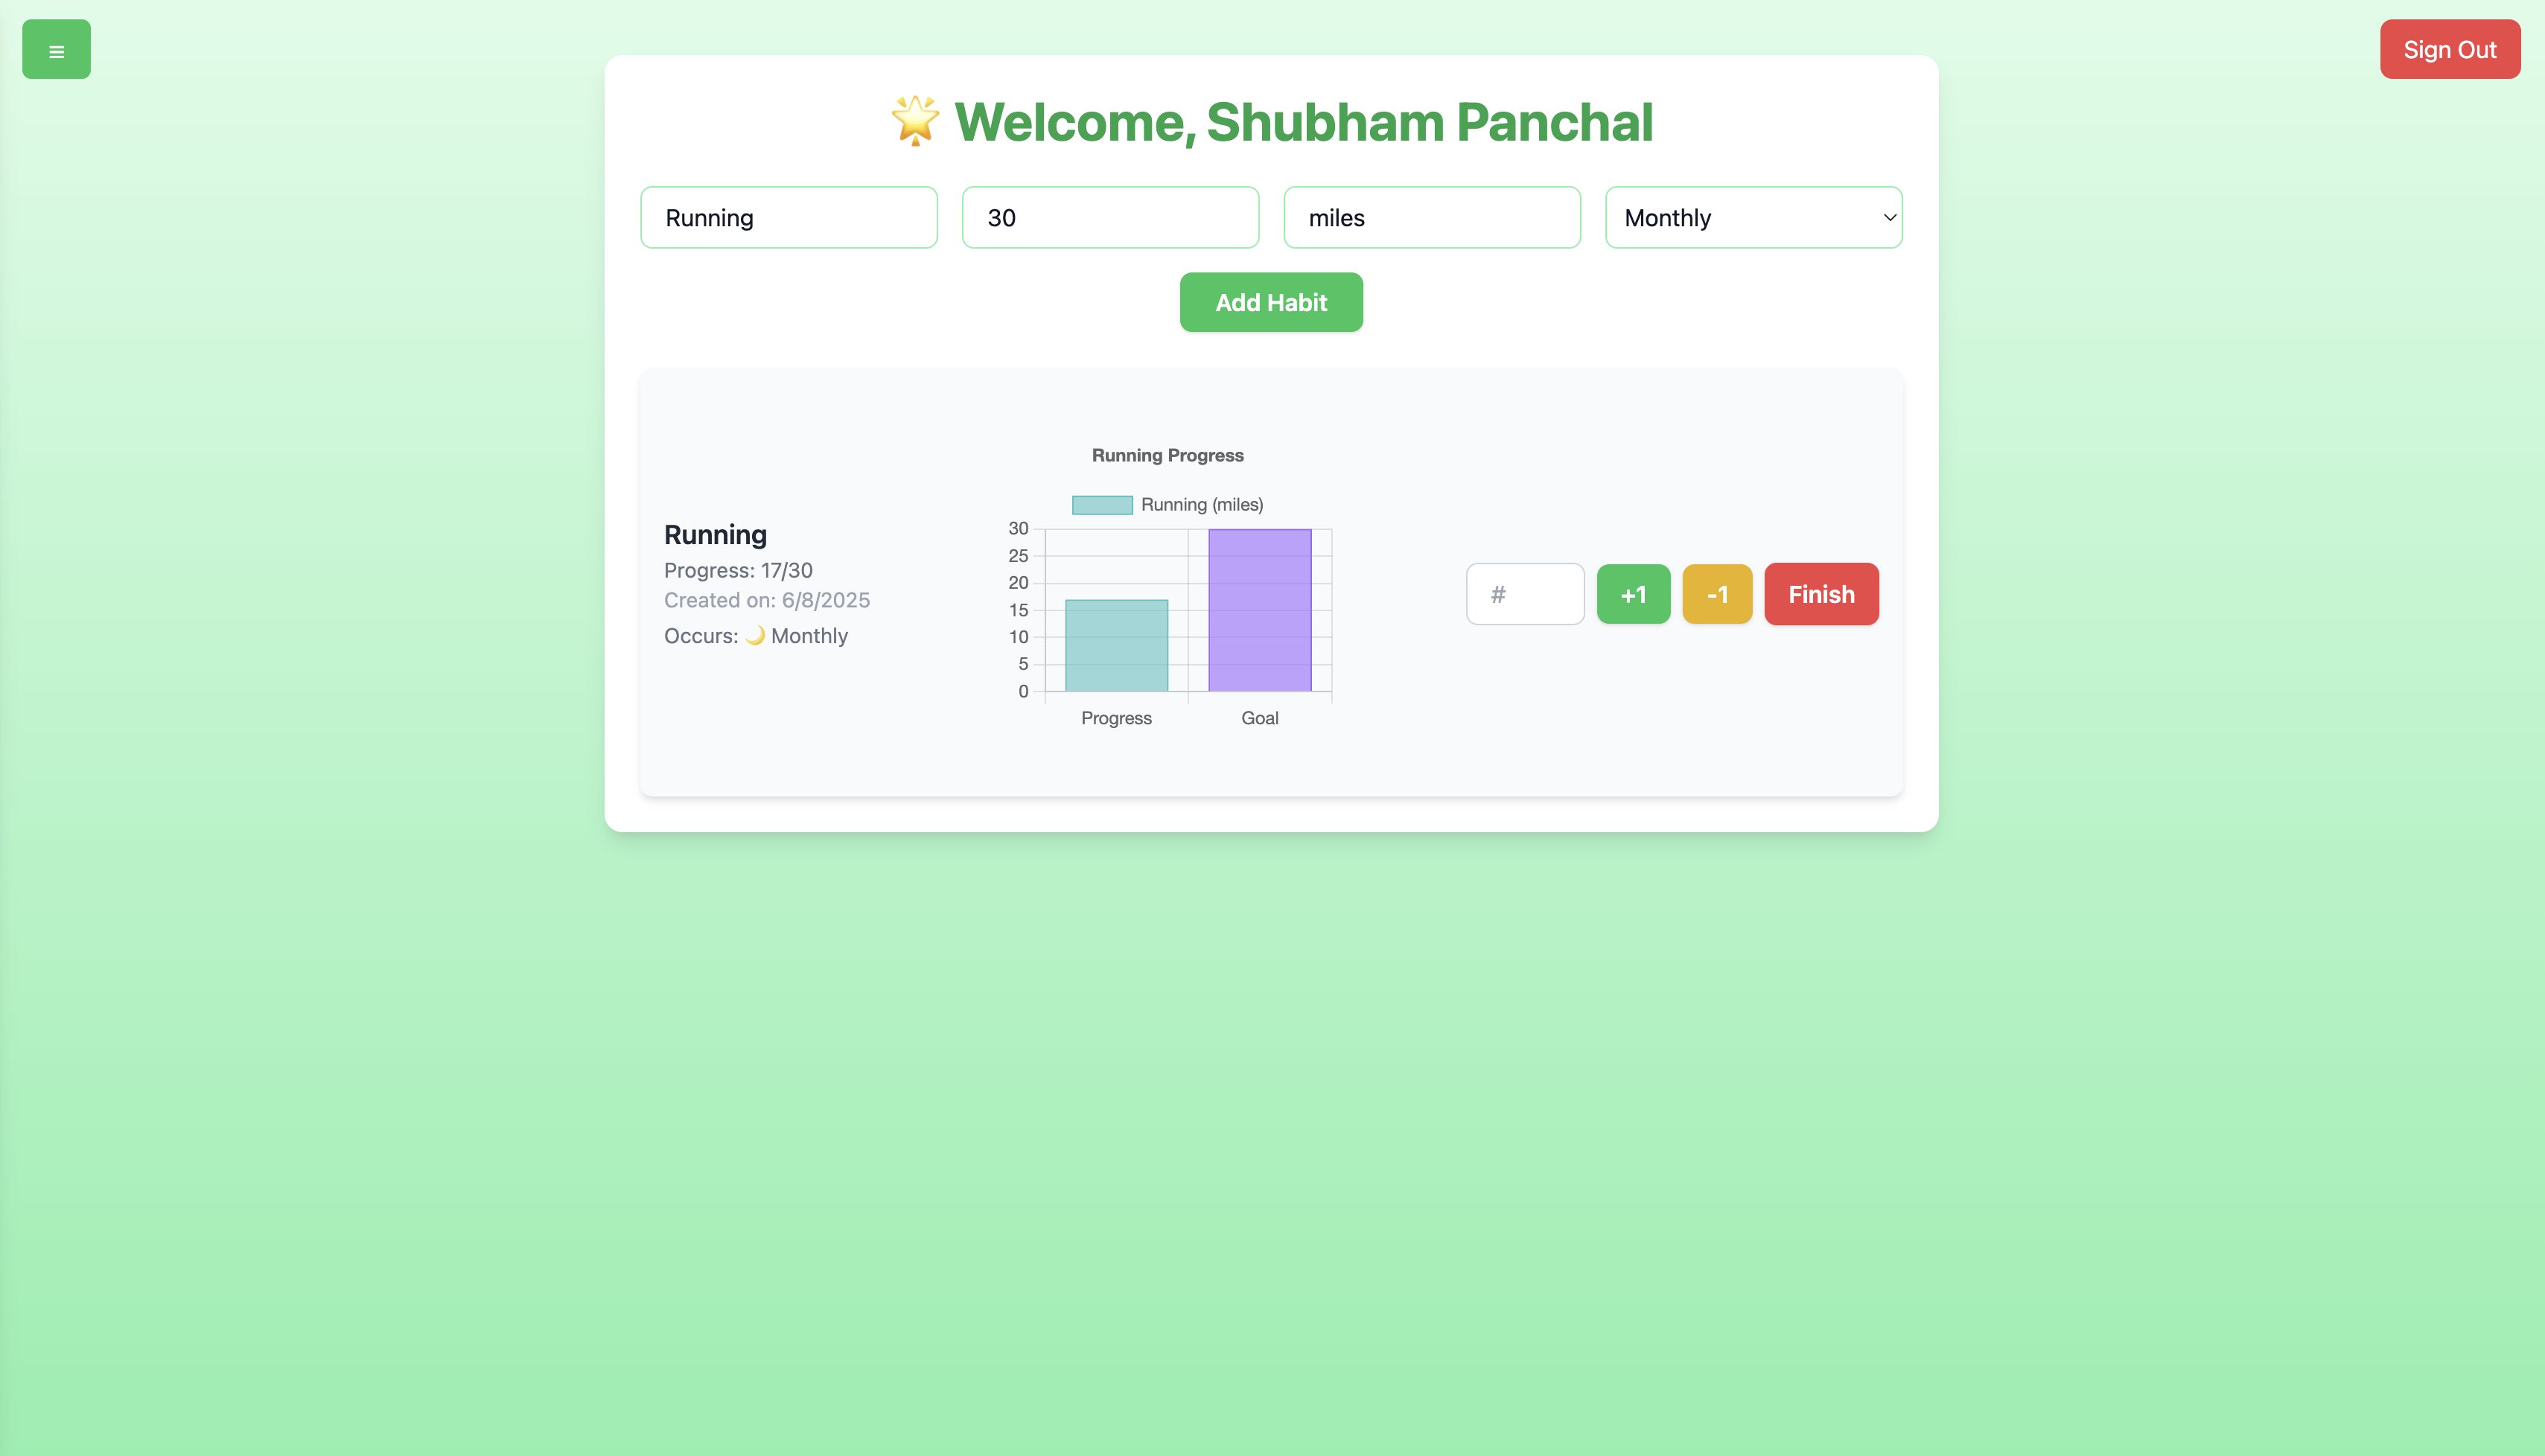 ≡
Sign Out
🌟 Welcome, Shubham Panchal
Running
30
miles
Monthly
Add Habit
Running
Progress: 17/30
Created on: 6/8/2025
Occurs: 🌙 Monthly
Running Progress
Running (miles)
30
25
20
15
10
5
0
Progress
Goal
#
+1
-1
Finish